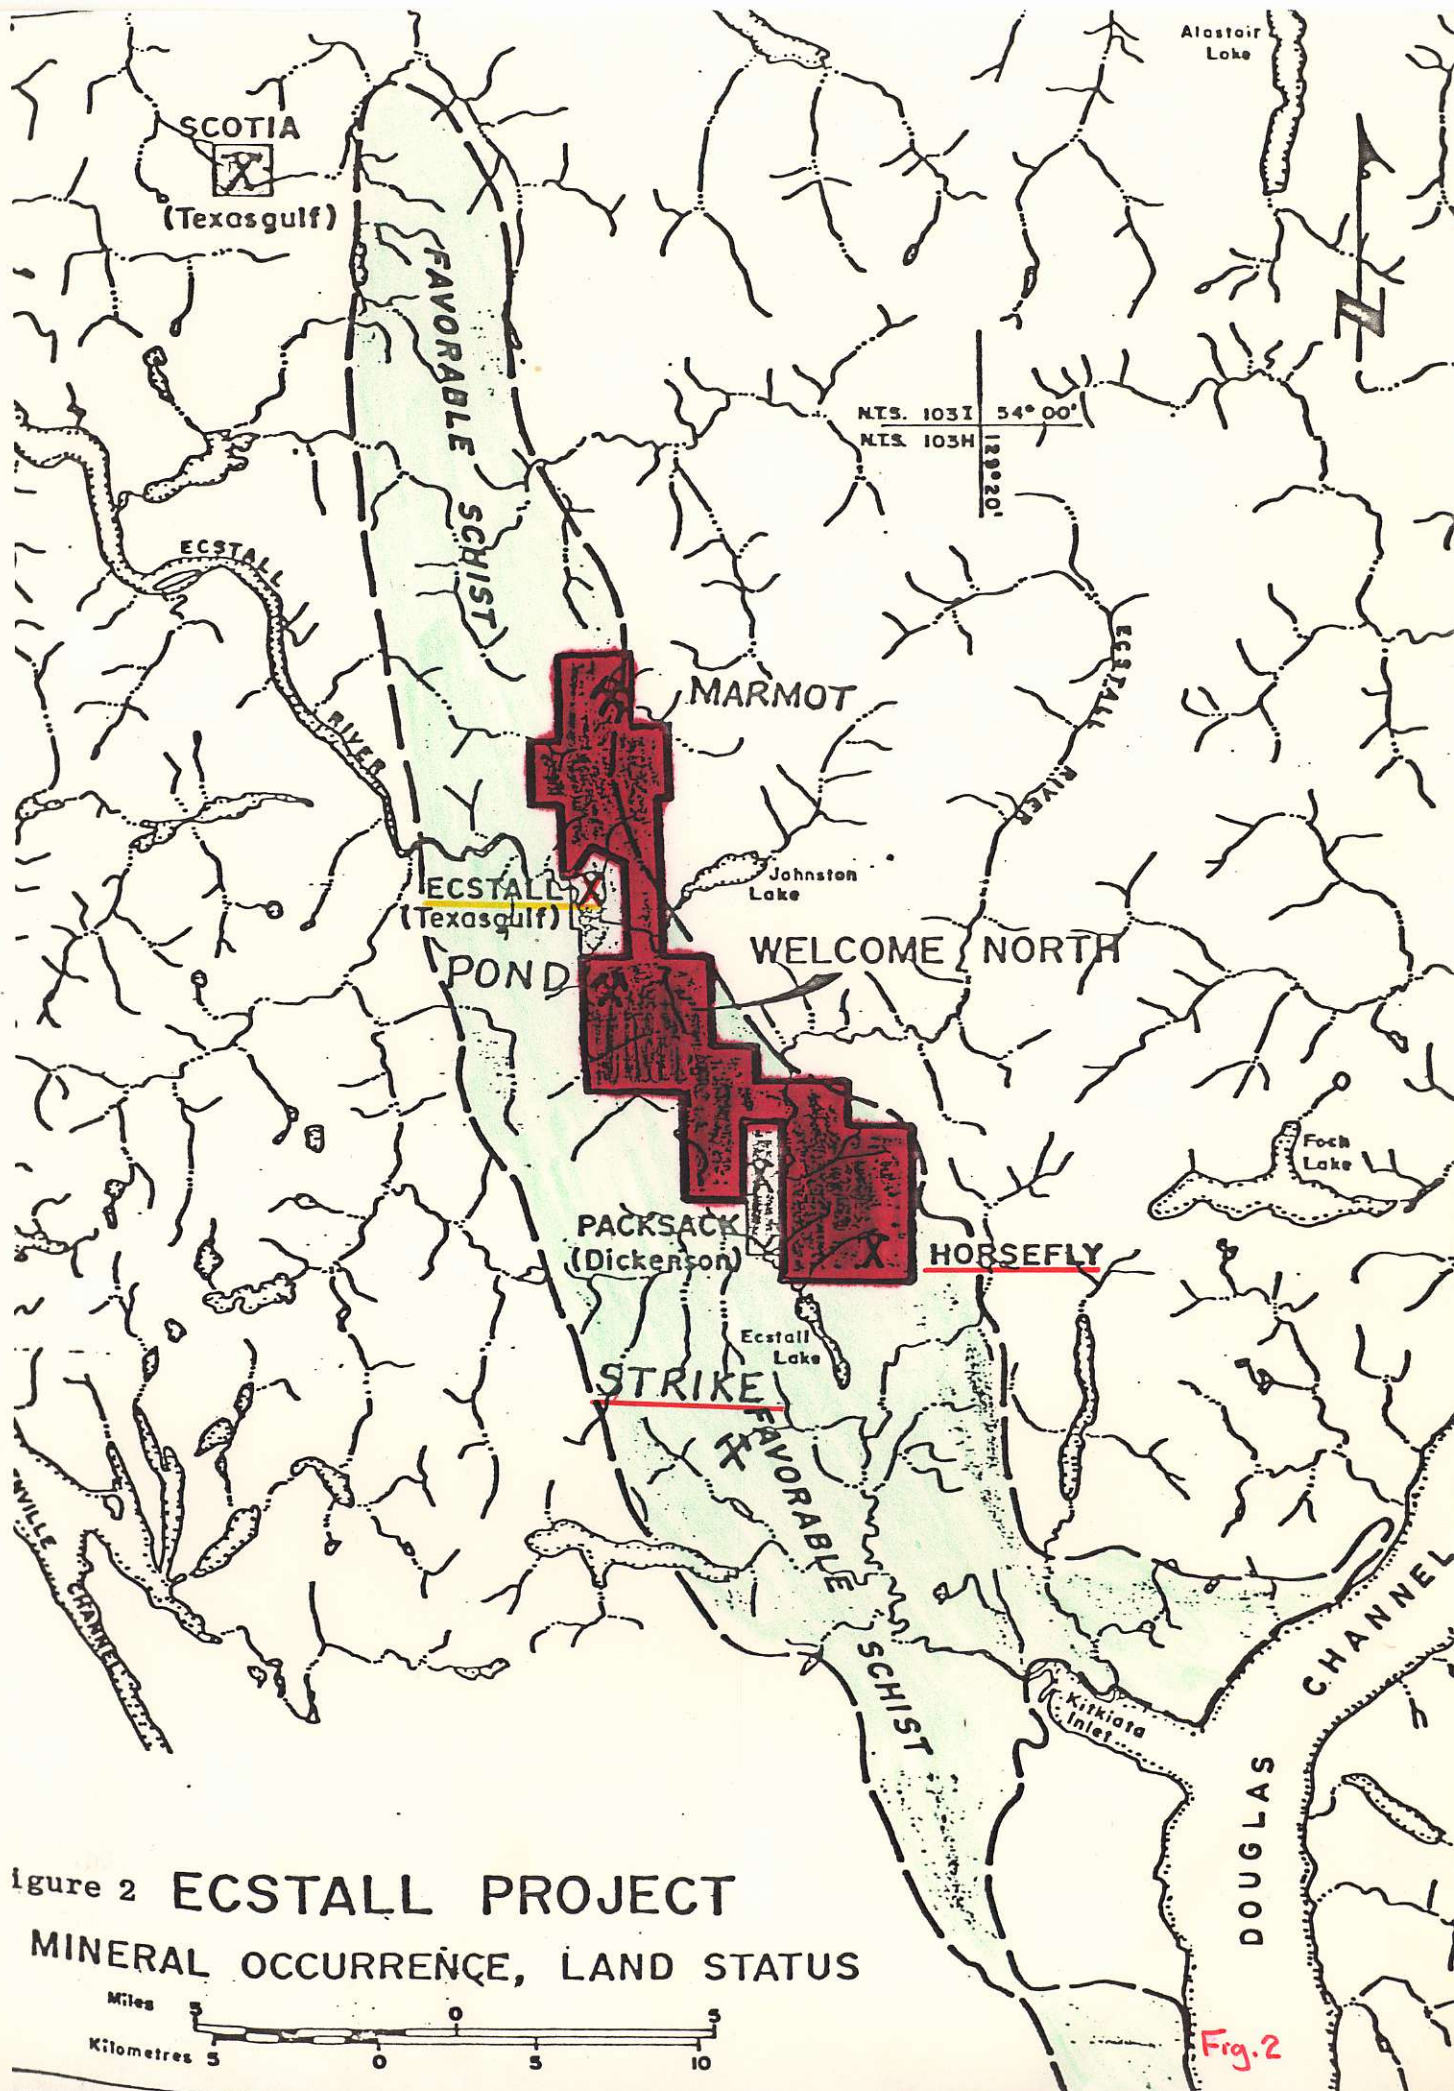 Alastair
Lake
SCOTIA
(Texasgulf)
FAVORABLE SCHIST
N.T.S. 103I 54° 00'
N.T.S. 103H
129° 20'
N
ECSTALL
RIVER
ECSTALL
RIVER
MARMOT
Johnston
Lake
ECSTALL
(Texasgulf)
WELCOME NORTH
POND
Foch
Lake
PACKSACK
(Dickenson)
HORSEFLY
Ecstall
Lake
STRIKE
FAVORABLE SCHIST
NVILLE CHANNEL
Kitkiata
Inlet
DOUGLAS CHANNEL
igure 2 ECSTALL PROJECT
MINERAL OCCURRENCE, LAND STATUS
Miles 5 0 5
Kilometres 5 0 5 10
Fig. 2